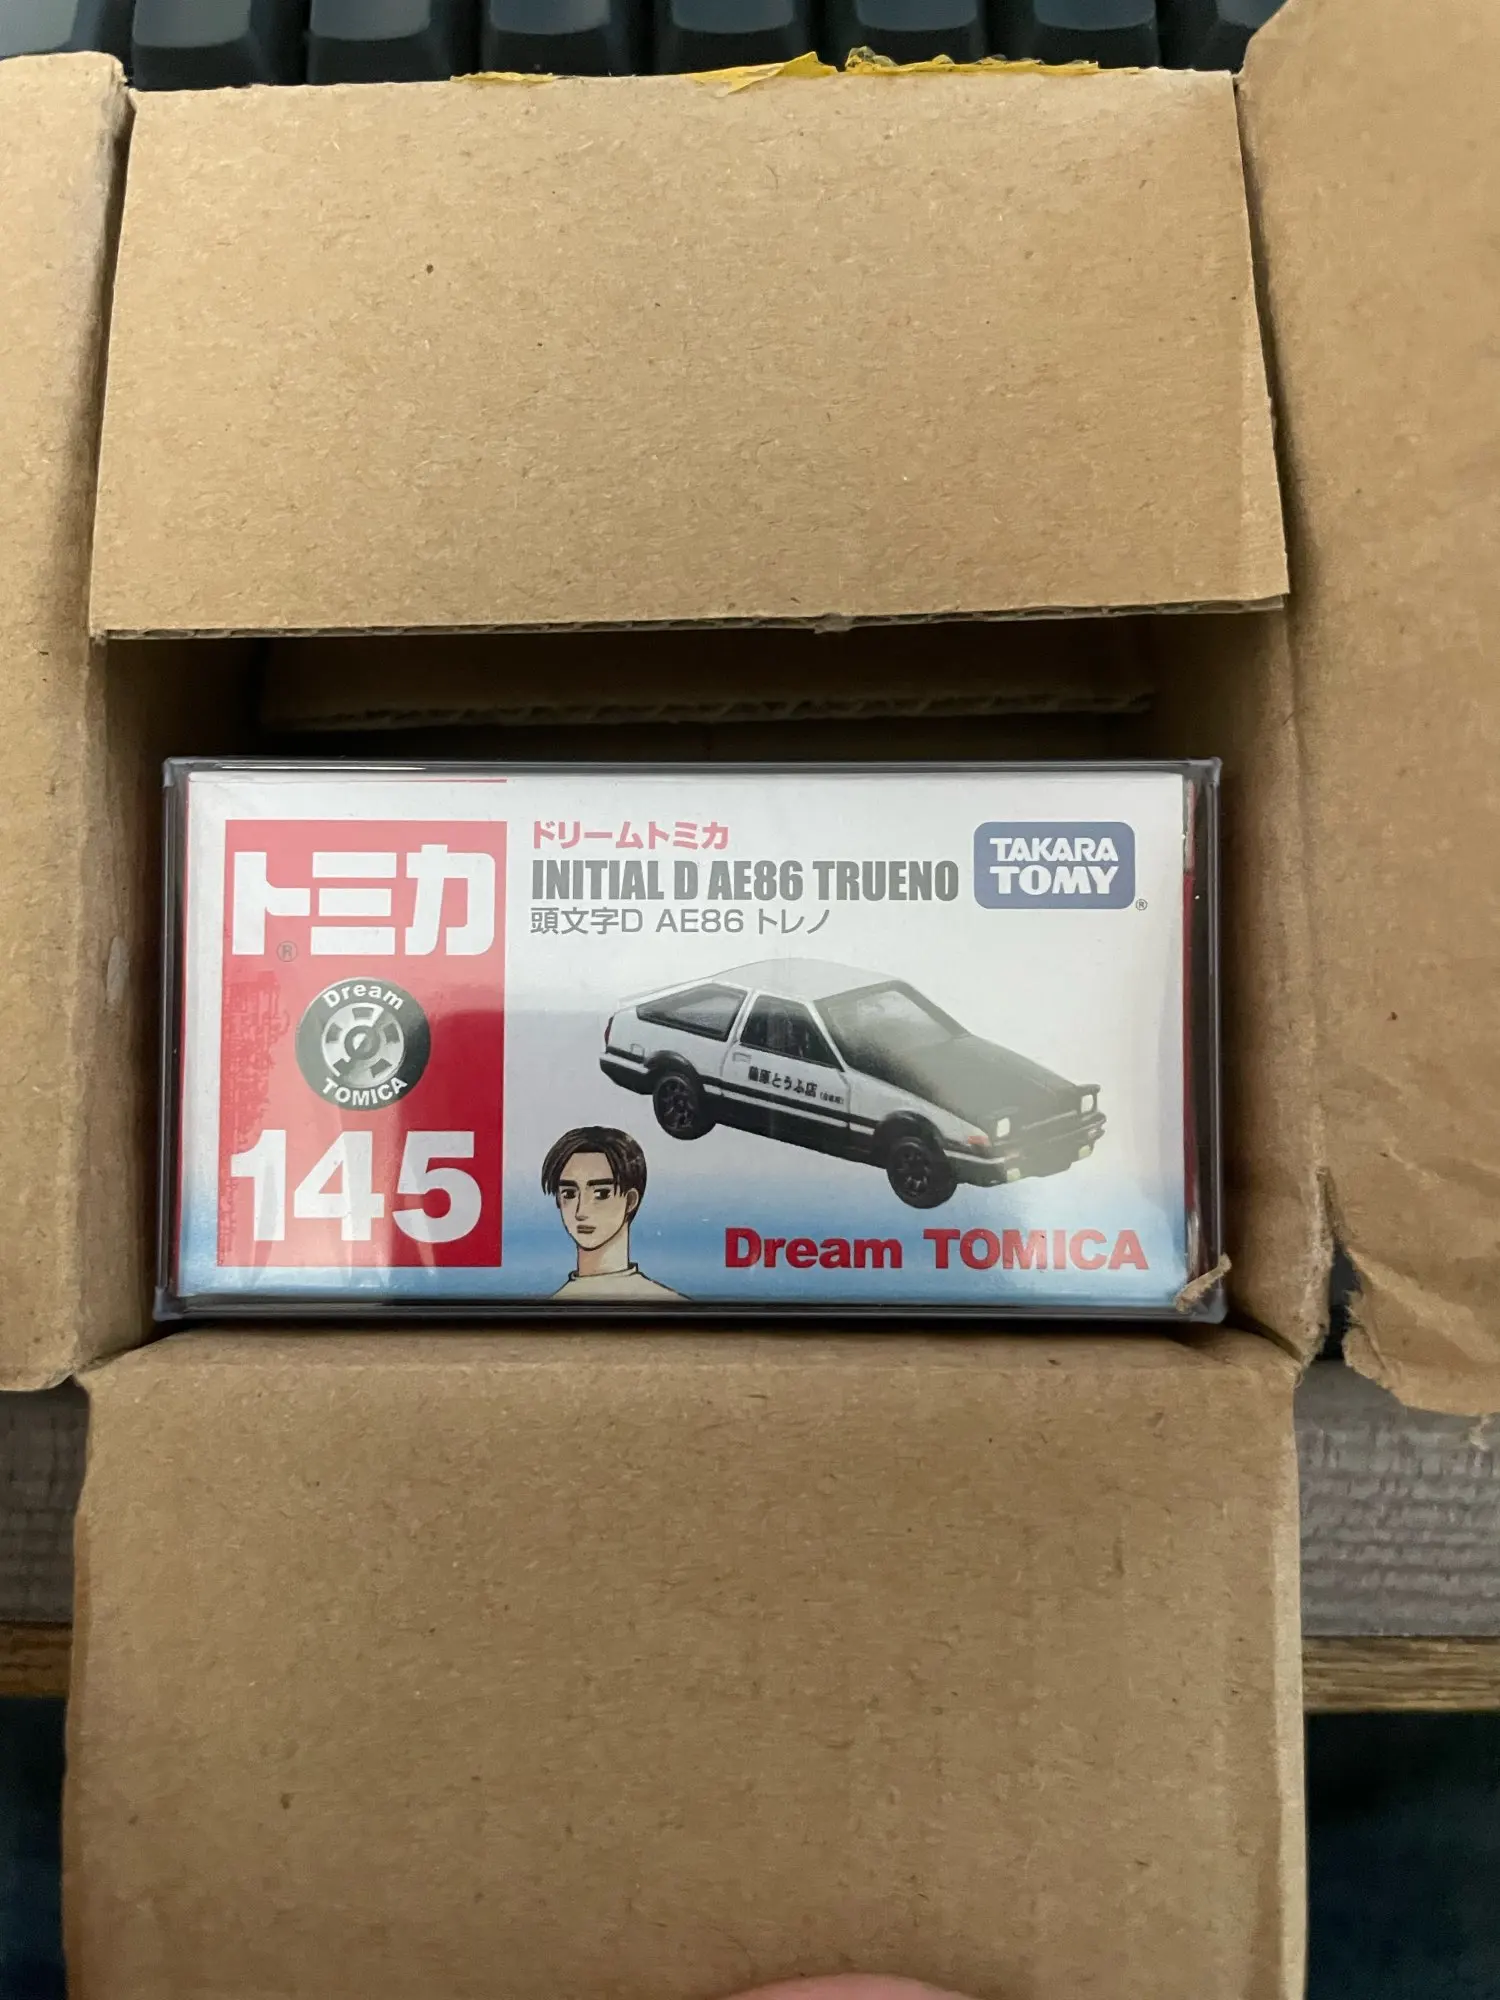 トミカ
®
Dream
TOMICA
145
ドリームトミカ
INITIAL D AE86 TRUENO
頭文字D AE86 トレノ
TAKARA
TOMY
®
藤原とうふ店
Dream TOMICA